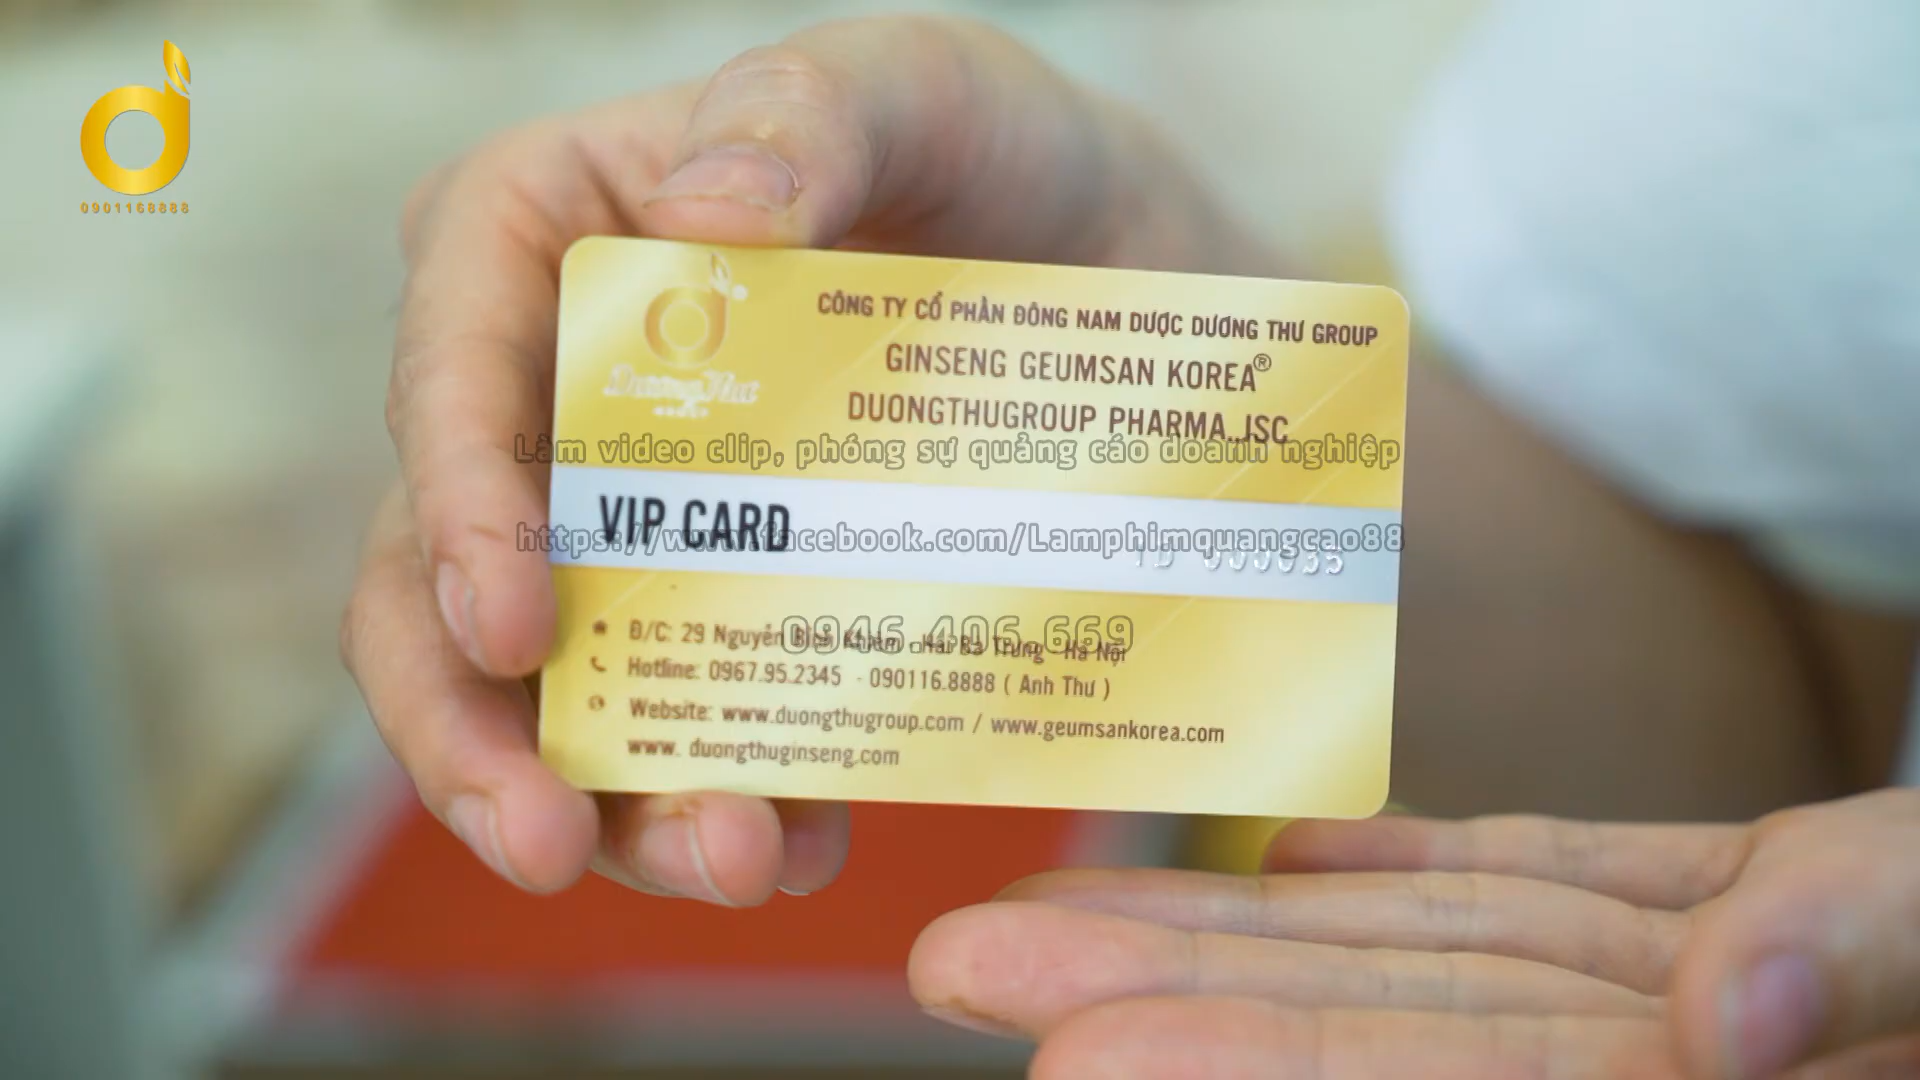 0901168888
CÔNG TY CỔ PHẦN ĐÔNG NAM DƯỢC DƯƠNG THƯ GROUP
GINSENG GEUMSAN KOREA®
DUONGTHUGROUP PHARMA.,JSC
Làm video clip, phóng sự quảng cáo doanh nghiệp
VIP CARD
https://www.facebook.com/Lamphimquangcao88
ID 000035
0946.406.669
Đ/C: 29 Nguyễn Bỉnh Khiêm - Hai Bà Trưng - Hà Nội
Hotline: 0967.95.2345 - 090116.8888 ( Anh Thư )
Website: www.duongthugroup.com / www.geumsankorea.com
www. duongthuginseng.com